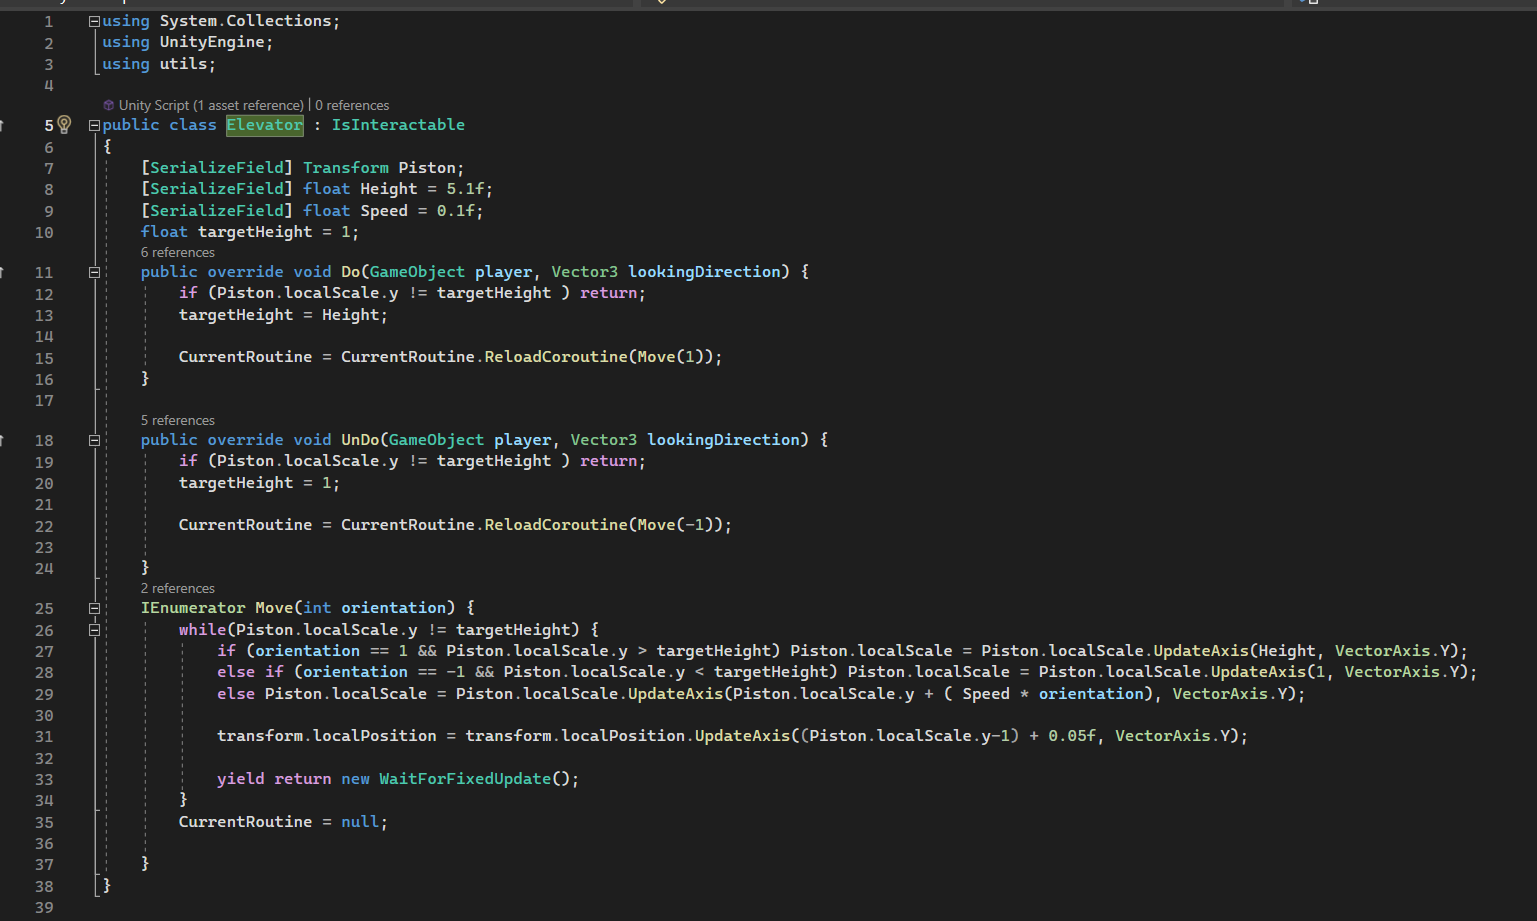 1 using System.Collections;
2 using UnityEngine;
3 using utils;
4
Unity Script (1 asset reference) | 0 references
5 public class Elevator : IsInteractable
6 {
7 [SerializeField] Transform Piston;
8 [SerializeField] float Height = 5.1f;
9 [SerializeField] float Speed = 0.1f;
10 float targetHeight = 1;
6 references
11 public override void Do(GameObject player, Vector3 lookingDirection) {
12 if (Piston.localScale.y != targetHeight ) return;
13 targetHeight = Height;
14
15 CurrentRoutine = CurrentRoutine.ReloadCoroutine(Move(1));
16 }
17
5 references
18 public override void UnDo(GameObject player, Vector3 lookingDirection) {
19 if (Piston.localScale.y != targetHeight ) return;
20 targetHeight = 1;
21
22 CurrentRoutine = CurrentRoutine.ReloadCoroutine(Move(-1));
23
24 }
2 references
25 IEnumerator Move(int orientation) {
26 while(Piston.localScale.y != targetHeight) {
27 if (orientation == 1 && Piston.localScale.y > targetHeight) Piston.localScale = Piston.localScale.UpdateAxis(Height, VectorAxis.Y);
28 else if (orientation == -1 && Piston.localScale.y < targetHeight) Piston.localScale = Piston.localScale.UpdateAxis(1, VectorAxis.Y);
29 else Piston.localScale = Piston.localScale.UpdateAxis(Piston.localScale.y + ( Speed * orientation), VectorAxis.Y);
30
31 transform.localPosition = transform.localPosition.UpdateAxis((Piston.localScale.y-1) + 0.05f, VectorAxis.Y);
32
33 yield return new WaitForFixedUpdate();
34 }
35 CurrentRoutine = null;
36
37 }
38 }
39